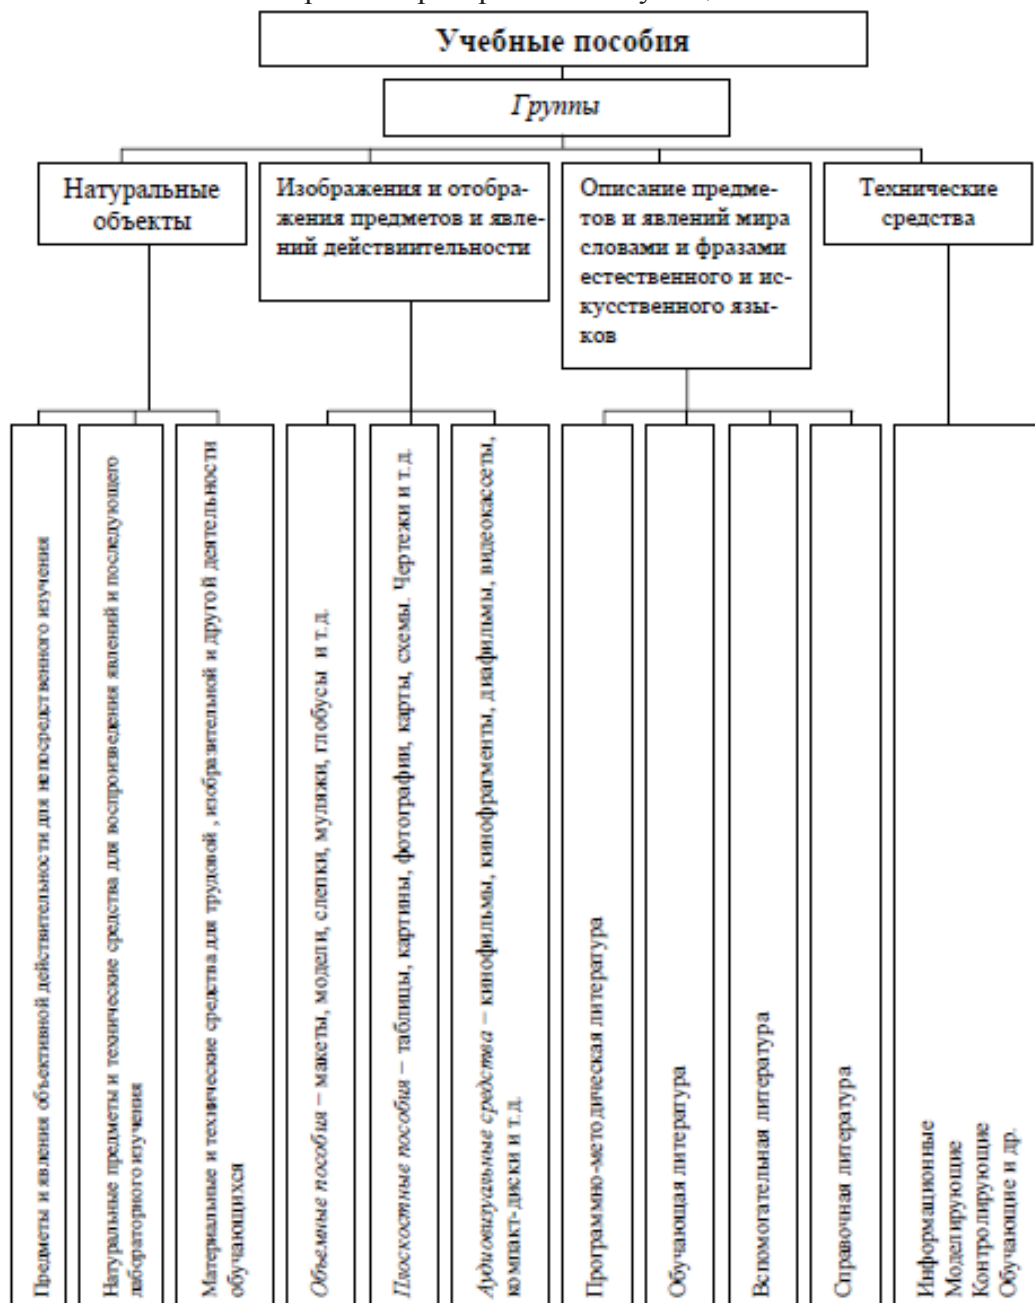 Учебные пособия
Группы
Натуральные
объекты
Изображения и отобра-
жения предметов и явле-
ний действиительности
Описание предме-
тов и явлений мира
словами и фразами
естественного и ис-
кусственного язы-
ков
Технические
средства
Предметы и явления объективной действительности для непосредственного изучения
Натуральные предметы и технические средства для воспроизведения явлений и последующего
лабораторного изучения
Материальные и технические средства для трудовой , изобразительной и другой деятельности
обучающихся
Объемные пособия – макеты, модели, слепки, муляжи, глобусы и т.д.
Плоскостные пособия – таблицы, картины, фотографии, карты, схемы. Чертежи и т.д.
Аудиовизуальные средства – кинофильмы, кинофрагменты, диафильмы, видеокассеты,
компакт-диски и т.д.
Программно-методическая литература
Обучающая литература
Вспомогательная литература
Справочная литература
Информационные
Моделирующие
Контролирующие
Обучающие и др.